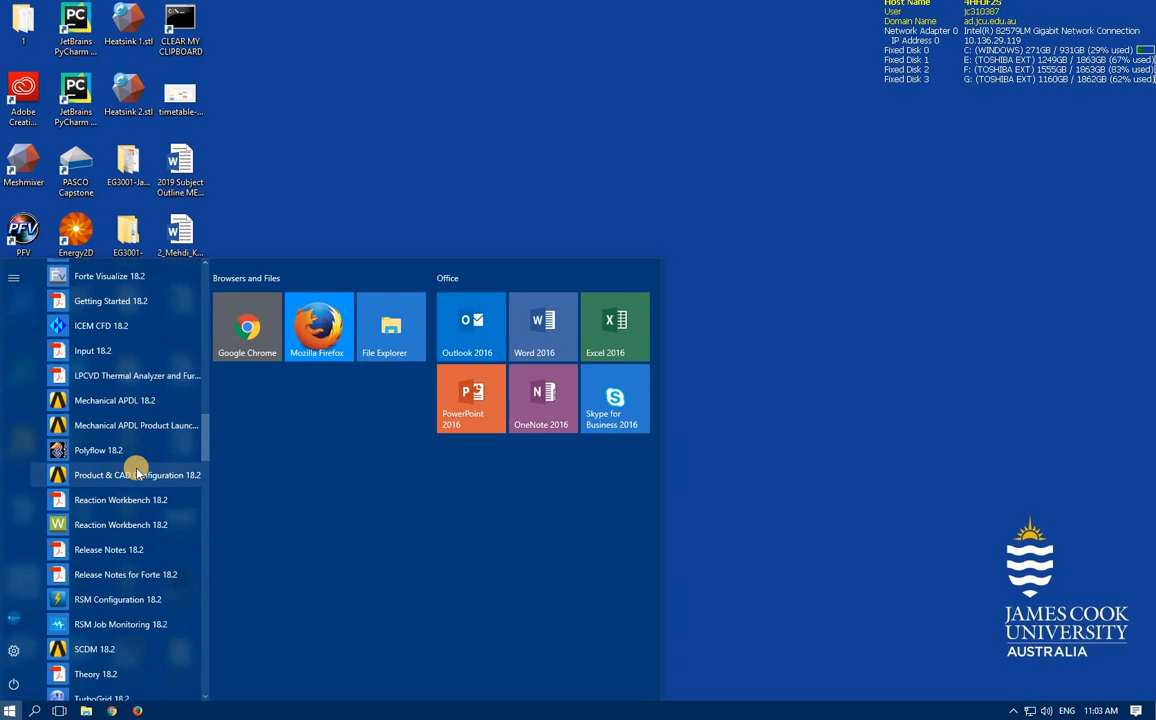 1
JetBrains
PyCharm ...
Heatsink 1.stl
CLEAR MY
CLIPBOARD
Adobe
Creati...
JetBrains
PyCharm ...
Heatsink 2.stl
timetable-...
Meshmixer
PASCO
Capstone
EG3001-Ja...
2019 Subject
Outline ME...
PFV
PFV
Energy2D
EG3001-
2_Mehdi_K...
User jc310387
Domain Name ad.jcu.edu.au
Network Adapter 0 Intel(R) 82579LM Gigabit Network Connection
IP Address 0 10.136.29.119
Fixed Disk 0 C: (WINDOWS) 271GB / 931GB (29% used)
Fixed Disk 1 E: (TOSHIBA EXT) 1249GB / 1863GB (67% used)
Fixed Disk 2 F: (TOSHIBA EXT) 1555GB / 1863GB (83% used)
Fixed Disk 3 G: (TOSHIBA EXT) 1160GB / 1862GB (62% used)
Forte Visualize 18.2
Getting Started 18.2
ICEM CFD 18.2
Input 18.2
LPCVD Thermal Analyzer and Fur...
Mechanical APDL 18.2
Mechanical APDL Product Launc...
Polyflow 18.2
Product & CAD Configuration 18.2
Reaction Workbench 18.2
Reaction Workbench 18.2
Release Notes 18.2
Release Notes for Forte 18.2
RSM Configuration 18.2
RSM Job Monitoring 18.2
SCDM 18.2
Theory 18.2
TurboGrid 18.2
Browsers and Files
Google Chrome
Mozilla Firefox
File Explorer
Office
Outlook 2016
Word 2016
Excel 2016
PowerPoint
2016
OneNote 2016
Skype for
Business 2016
JAMES COOK
UNIVERSITY
AUSTRALIA
ENG
11:03 AM